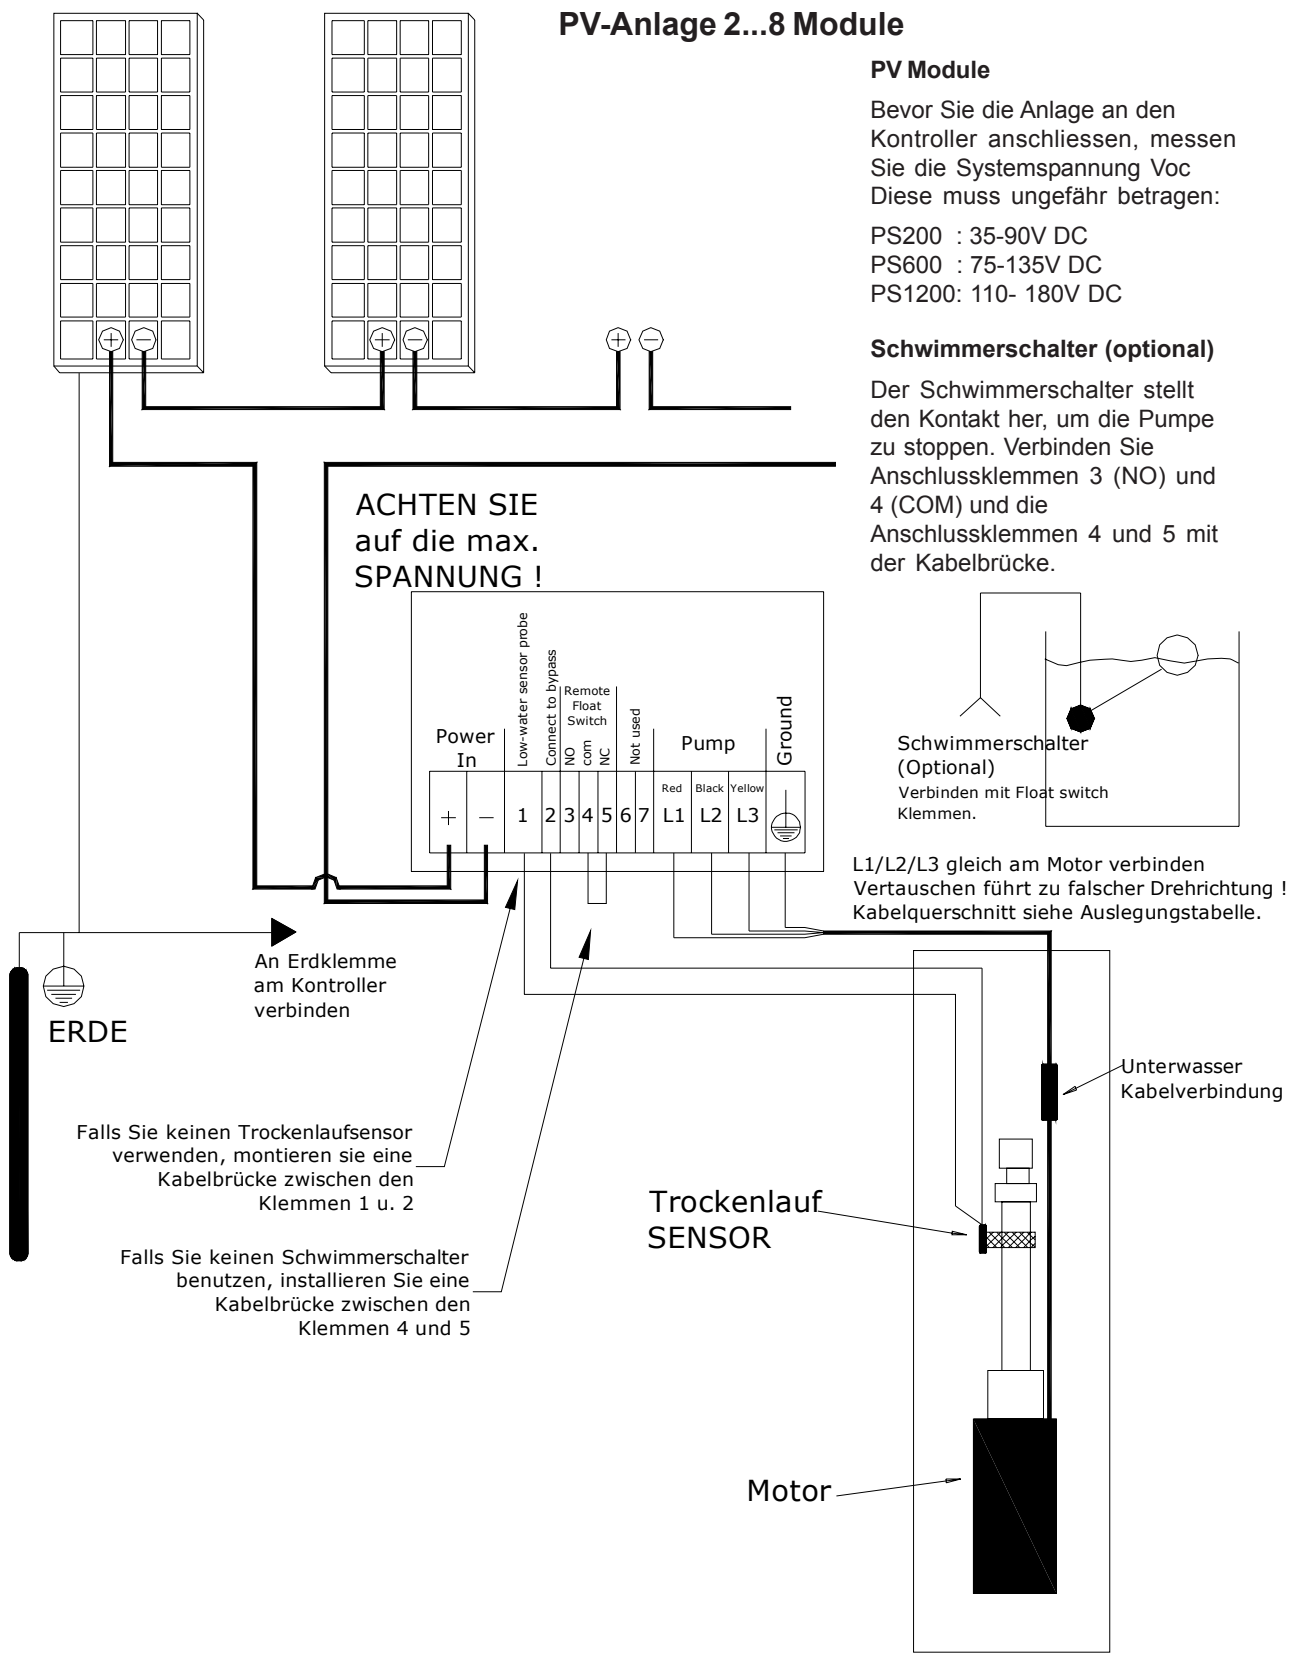 PV-Anlage 2...8 Module
PV Module
Bevor Sie die Anlage an den
Kontroller anschliessen, messen
Sie die Systemspannung Voc
Diese muss ungefähr betragen:
PS200 : 35-90V DC
PS600 : 75-135V DC
PS1200: 110- 180V DC
Schwimmerschalter (optional)
Der Schwimmerschalter stellt
den Kontakt her, um die Pumpe
zu stoppen. Verbinden Sie
Anschlussklemmen 3 (NO) und
4 (COM) und die
Anschlussklemmen 4 und 5 mit
der Kabelbrücke.
+ −
+ −
+ −
ACHTEN SIE
auf die max.
SPANNUNG !
Power
In
Low-water sensor probe
Connect to bypass
Remote
Float
Switch
NO
com
NC
Not used
Pump
Ground
Red Black Yellow
+ − 1 2 3 4 5 6 7 L1 L2 L3
Schwimmerschalter
(Optional)
Verbinden mit Float switch
Klemmen.
L1/L2/L3 gleich am Motor verbinden
Vertauschen führt zu falscher Drehrichtung !
Kabelquerschnitt siehe Auslegungstabelle.
An Erdklemme
am Kontroller
verbinden
ERDE
Unterwasser
Kabelverbindung
Falls Sie keinen Trockenlaufsensor
verwenden, montieren sie eine
Kabelbrücke zwischen den
Klemmen 1 u. 2
Trockenlauf
SENSOR
Falls Sie keinen Schwimmerschalter
benutzen, installieren Sie eine
Kabelbrücke zwischen den
Klemmen 4 und 5
Motor